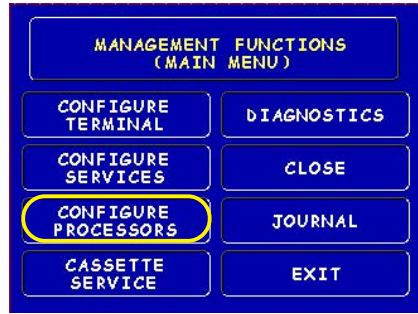 MANAGEMENT FUNCTIONS
(MAIN MENU)
CONFIGURE
TERMINAL
DIAGNOSTICS
CONFIGURE
SERVICES
CLOSE
CONFIGURE
PROCESSORS
JOURNAL
CASSETTE
SERVICE
EXIT